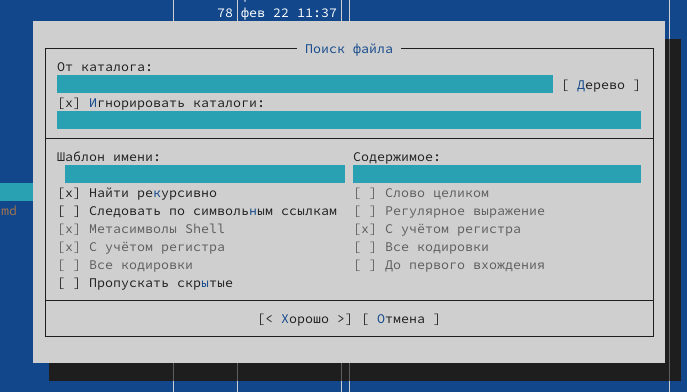 78 фев 22 11:37
Поиск файла
От каталога:
[ Дерево ]
[x] Игнорировать каталоги:
Шаблон имени: Содержимое:
[x] Найти рекурсивно [ ] Слово целиком
md [ ] Следовать по символьным ссылкам [ ] Регулярное выражение
[x] Метасимволы Shell [x] С учётом регистра
[x] С учётом регистра [ ] Все кодировки
[ ] Все кодировки [ ] До первого вхождения
[ ] Пропускать скрытые
[< Хорошо >] [ Отмена ]